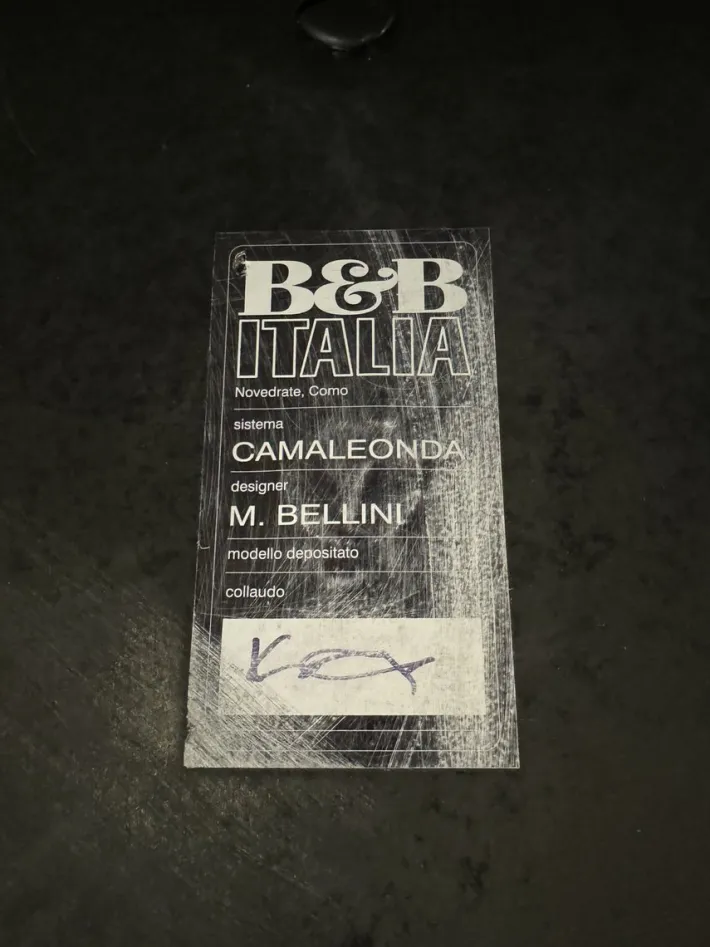 B&B
ITALIA
Novedrate, Como
sistema
CAMALEONDA
designer
M. BELLINI
modello depositato
collaudo